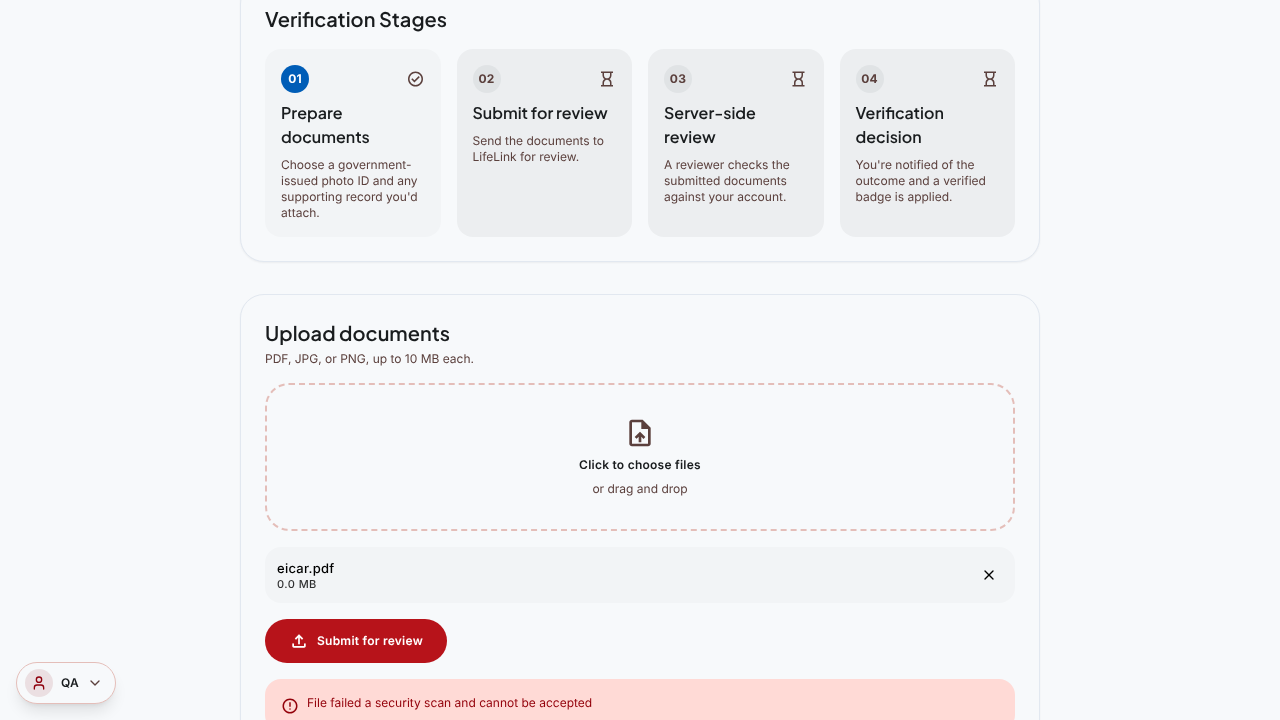 Verification Stages
01
Prepare
documents
Choose a government-
issued photo ID and any
supporting record you'd
attach.
02
Submit for review
Send the documents to
LifeLink for review.
03
Server-side
review
A reviewer checks the
submitted documents
against your account.
04
Verification
decision
You're notified of the
outcome and a verified
badge is applied.
Upload documents
PDF, JPG, or PNG, up to 10 MB each.
Click to choose files
or drag and drop
eicar.pdf
0.0 MB
Submit for review
QA
File failed a security scan and cannot be accepted